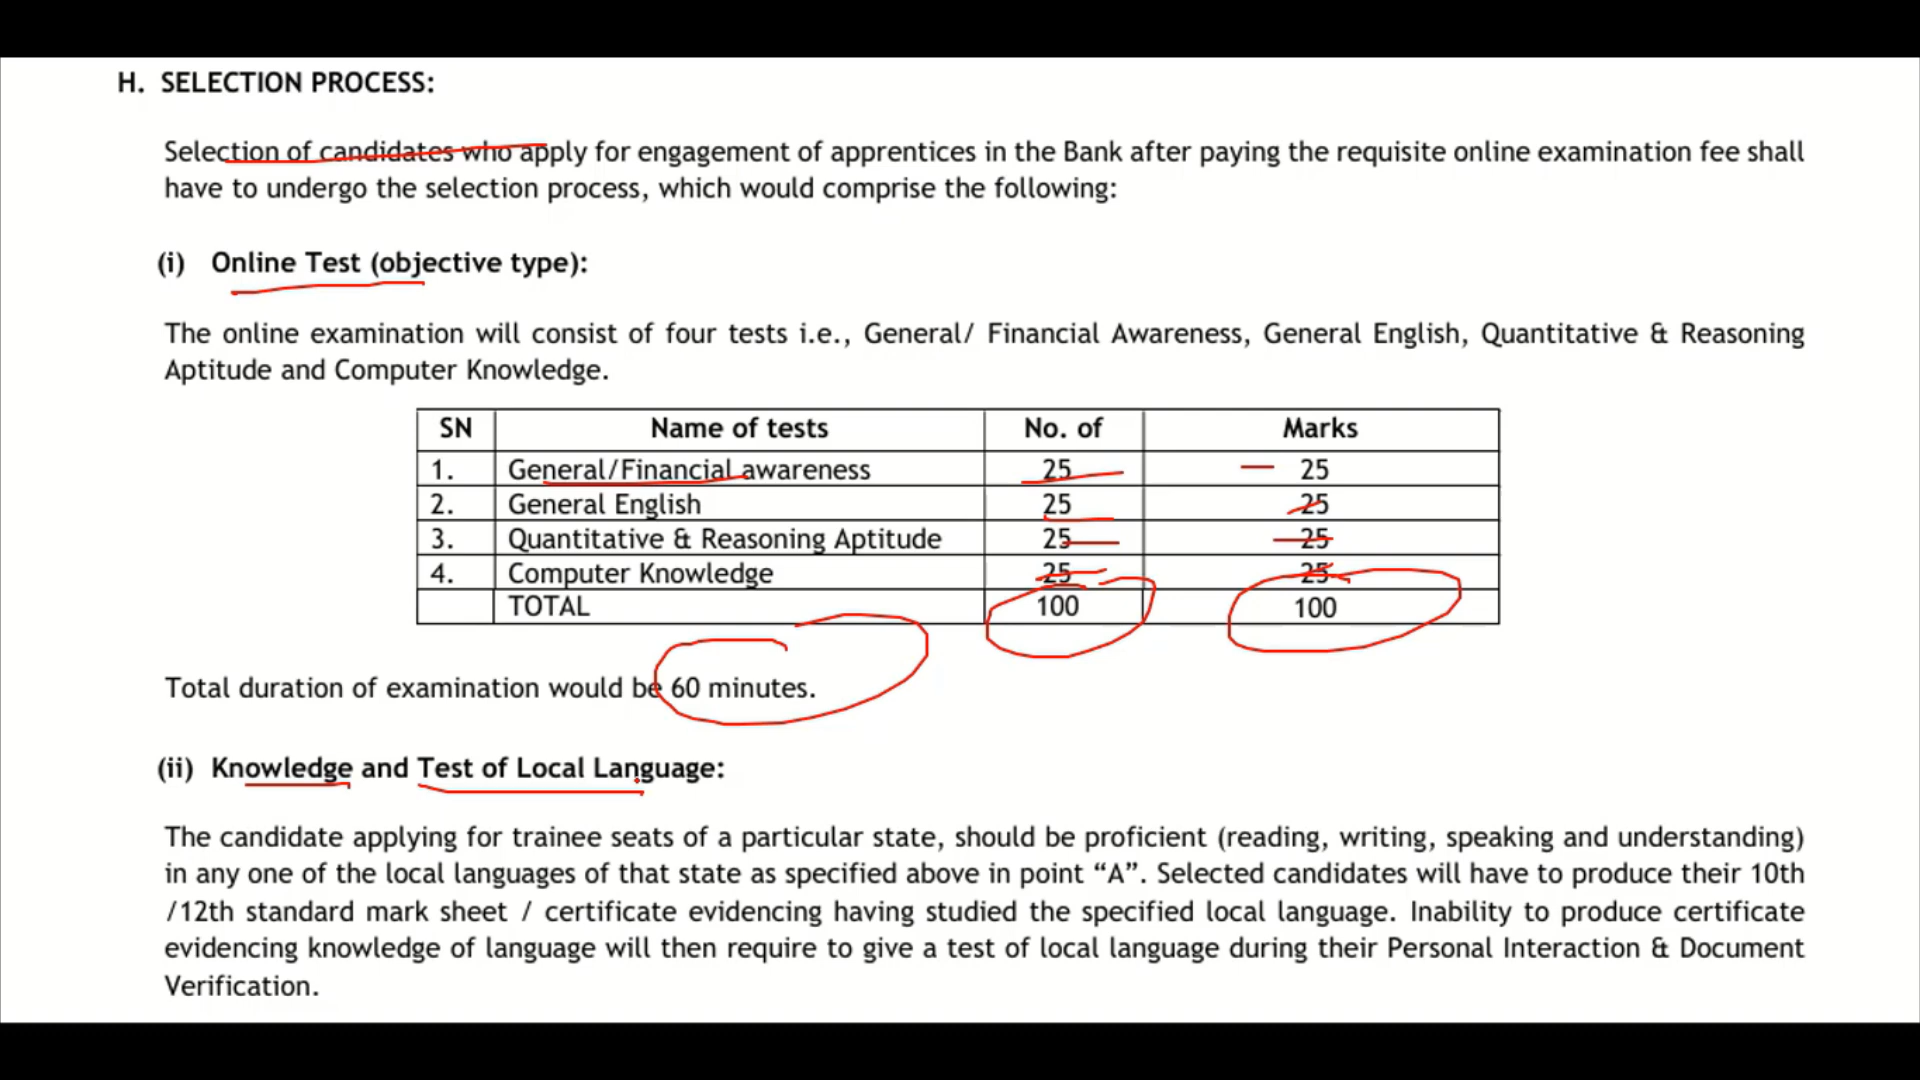 H. SELECTION PROCESS:
Selection of candidates who apply for engagement of apprentices in the Bank after paying the requisite online examination fee shall
have to undergo the selection process, which would comprise the following:
(i) Online Test (objective type):
The online examination will consist of four tests i.e., General/ Financial Awareness, General English, Quantitative & Reasoning
Aptitude and Computer Knowledge.
SN Name of tests No. of Marks
1. General/Financial awareness 25 25
2. General English 25 25
3. Quantitative & Reasoning Aptitude 25 25
4. Computer Knowledge 25 25
TOTAL 100 100
Total duration of examination would be 60 minutes.
(ii) Knowledge and Test of Local Language:
The candidate applying for trainee seats of a particular state, should be proficient (reading, writing, speaking and understanding)
in any one of the local languages of that state as specified above in point “A”. Selected candidates will have to produce their 10th
/12th standard mark sheet / certificate evidencing having studied the specified local language. Inability to produce certificate
evidencing knowledge of language will then require to give a test of local language during their Personal Interaction & Document
Verification.